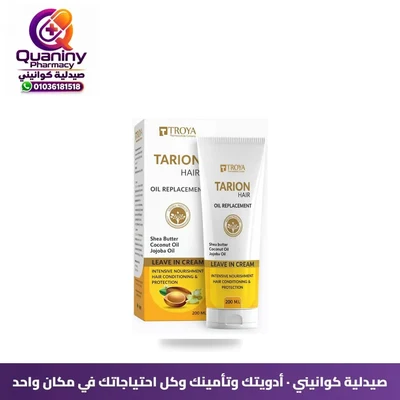 Quaniny
Pharmacy
صيدلية كوانيني
01036181518
TROYA
TARION
HAIR
OIL REPLACEMENT
Shea Butter
Coconut Oil
Jojoba Oil
LEAVE IN CREAM
INTENSIVE NOURISHMENT
HAIR CONDITIONING &
PROTECTION
200 ML
TROYA
TARION
HAIR
OIL REPLACEMENT
Shea Butter
Coconut Oil
Jojoba Oil
LEAVE IN CREAM
INTENSIVE NOURISHMENT
HAIR CONDITIONING &
PROTECTION
200 ML
صيدلية كوانيني - أدويتك وتأمينك وكل احتياجاتك في مكان واحد